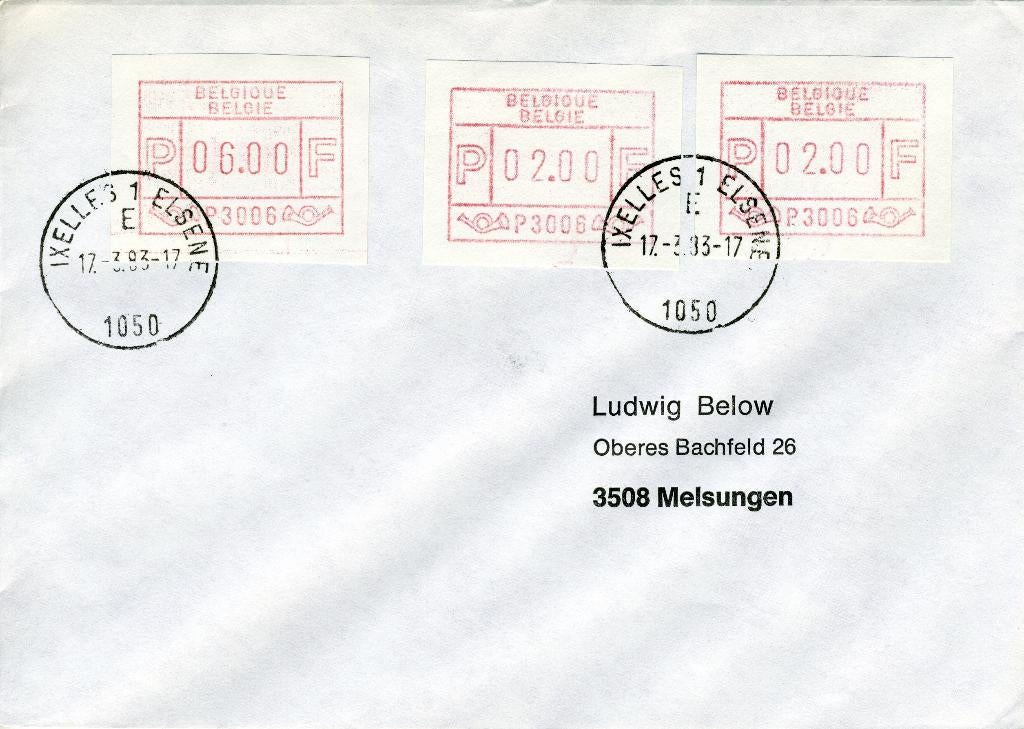 BELGIQUE
BELGIE
P 06.00 F
P3006
BELGIQUE
BELGIE
P 02.00 F
P3006
BELGIQUE
BELGIE
P 02.00 F
P3006
IXELLES 1 ELSENE
E
17.-3.83-17
1050
IXELLES 1 ELSENE
E
17.-3.83-17
1050
Ludwig Below
Oberes Bachfeld 26
3508 Melsungen